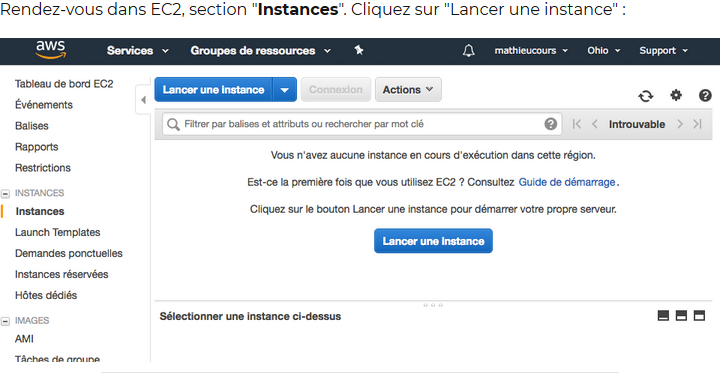 Rendez-vous dans EC2, section "Instances". Cliquez sur "Lancer une instance" :
aws Services Groupes de ressources mathieucours Ohio Support
Tableau de bord EC2
Événements
Balises
Rapports
Restrictions
INSTANCES
Instances
Launch Templates
Demandes ponctuelles
Instances réservées
Hôtes dédiés
IMAGES
AMI
Tâches de groupe
Lancer une instance Connexion Actions
Filtrer par balises et attributs ou rechercher par mot clé Introuvable
Vous n'avez aucune instance en cours d'exécution dans cette région.
Est-ce la première fois que vous utilisez EC2 ? Consultez Guide de démarrage.
Cliquez sur le bouton Lancer une instance pour démarrer votre propre serveur.
Lancer une instance
Sélectionner une instance ci-dessus